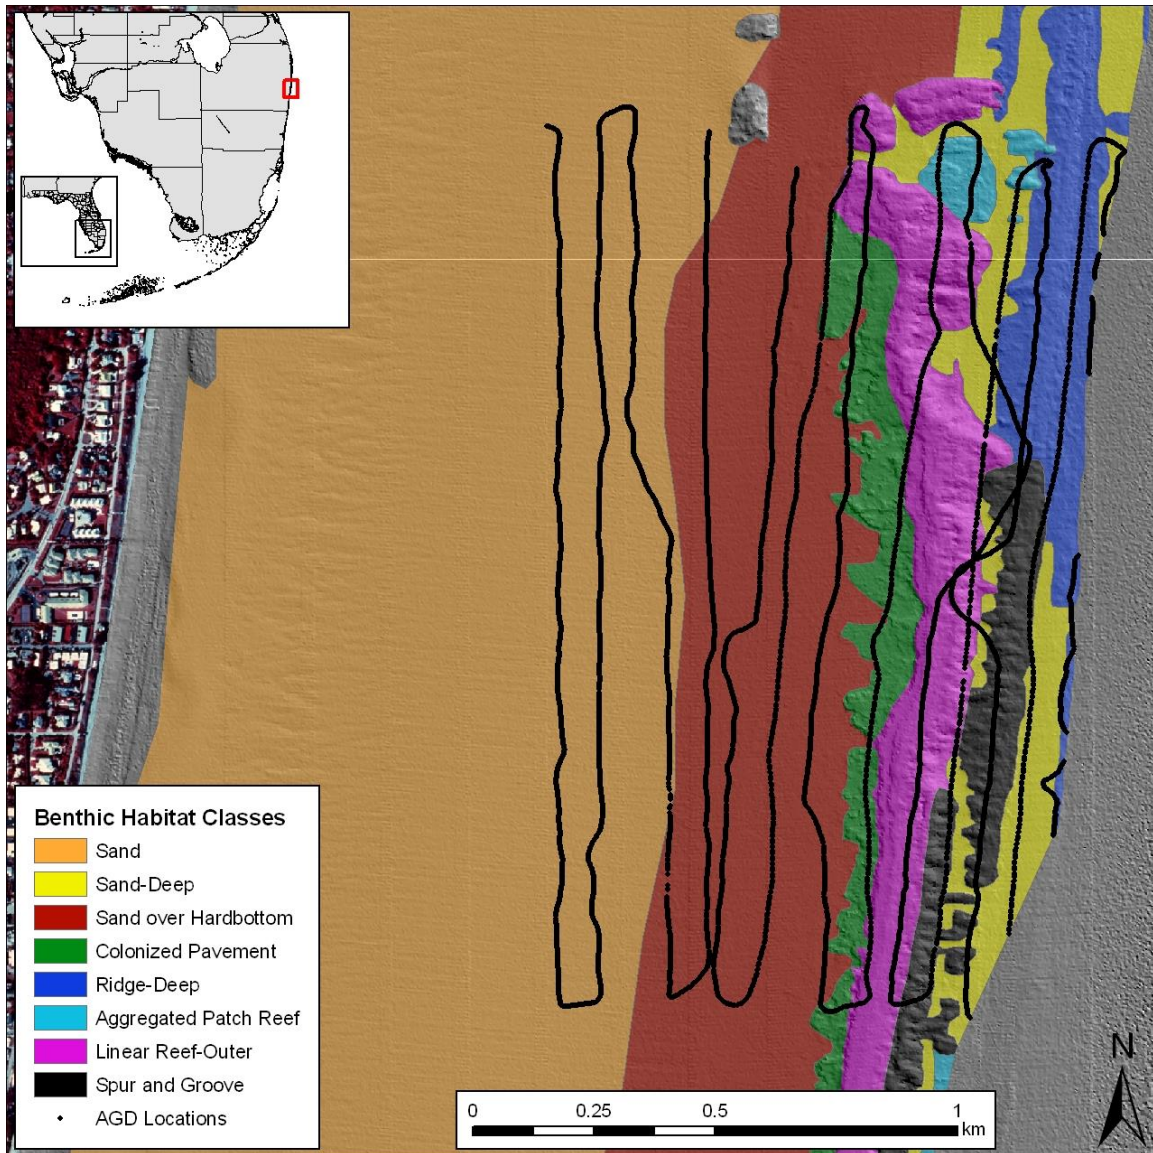 Benthic Habitat Classes
Sand
Sand-Deep
Sand over Hardbottom
Colonized Pavement
Ridge-Deep
Aggregated Patch Reef
Linear Reef-Outer
Spur and Groove
AGD Locations
0 0.25 0.5 1
km
N